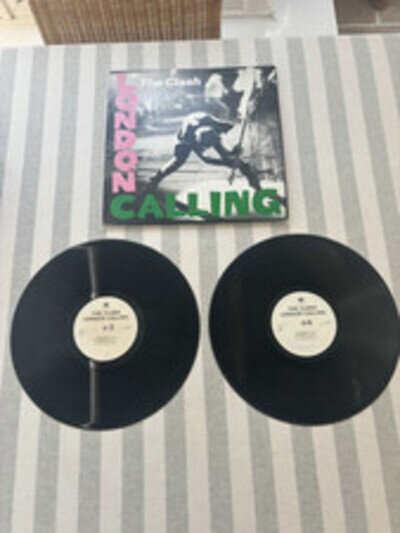 The Clash
LONDON
CALLING
THE CLASH
LONDON CALLING
THE CLASH
LONDON CALLING